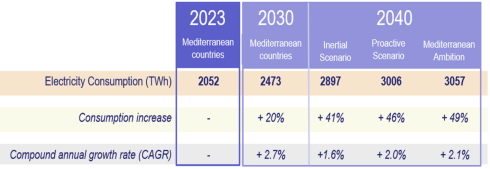 2023 2030 2040
Mediterranean countries Mediterranean countries Inertial Scenario Proactive Scenario Mediterranean Ambition
Electricity Consumption (TWh) 2052 2473 2897 3006 3057
Consumption increase - + 20% + 41% + 46% + 49%
Compound annual growth rate (CAGR) - + 2.7% +1.6% + 2.0% + 2.1%